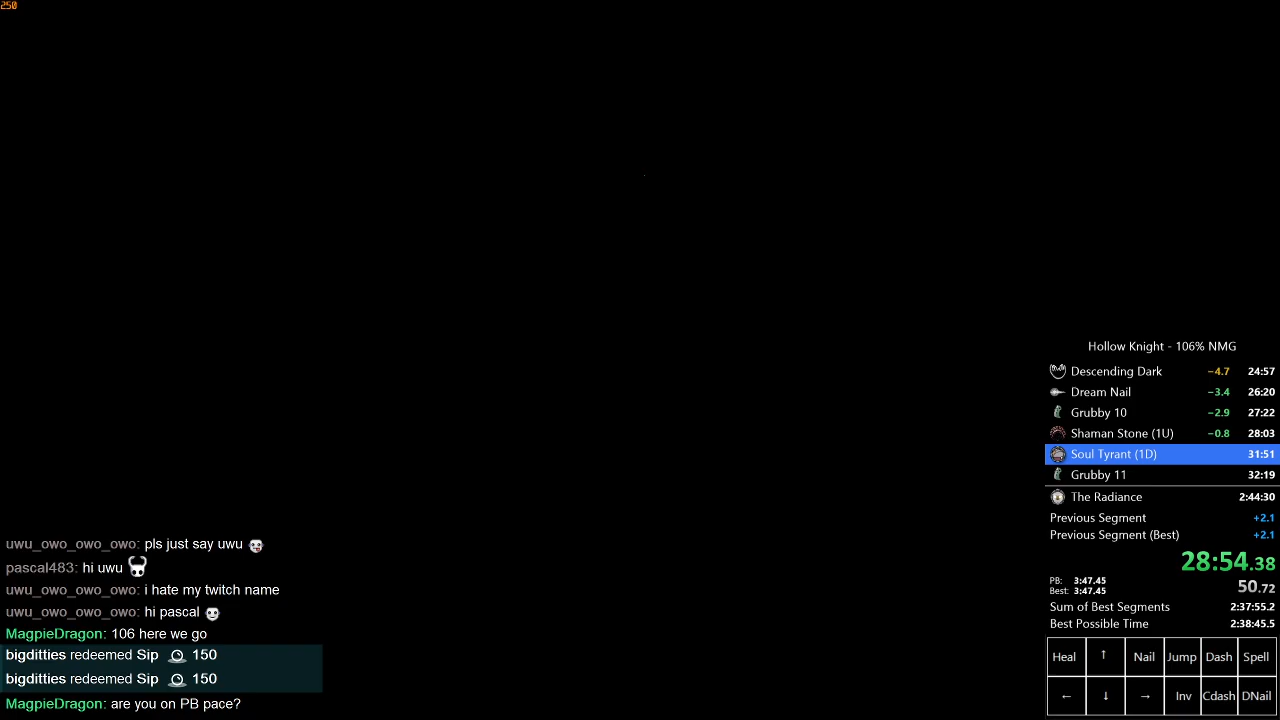 250
Hollow Knight - 106% NMG
Descending Dark −4.7 24:57
Dream Nail −3.4 26:20
Grubby 10 −2.9 27:22
Shaman Stone (1U) −0.8 28:03
Soul Tyrant (1D) 31:51
Grubby 11 32:19
The Radiance 2:44:30
Previous Segment +2.1
Previous Segment (Best) +2.1
28:54.38
PB: 3:47.45
Best: 3:47.45
50.72
Sum of Best Segments 2:37:55.2
Best Possible Time 2:38:45.5
Heal ↑ Nail Jump Dash Spell
← ↓ → Inv Cdash DNail
uwu_owo_owo_owo: pls just say uwu
pascal483: hi uwu
uwu_owo_owo_owo: i hate my twitch name
uwu_owo_owo_owo: hi pascal
MagpieDragon: 106 here we go
bigditties redeemed Sip 150
bigditties redeemed Sip 150
MagpieDragon: are you on PB pace?